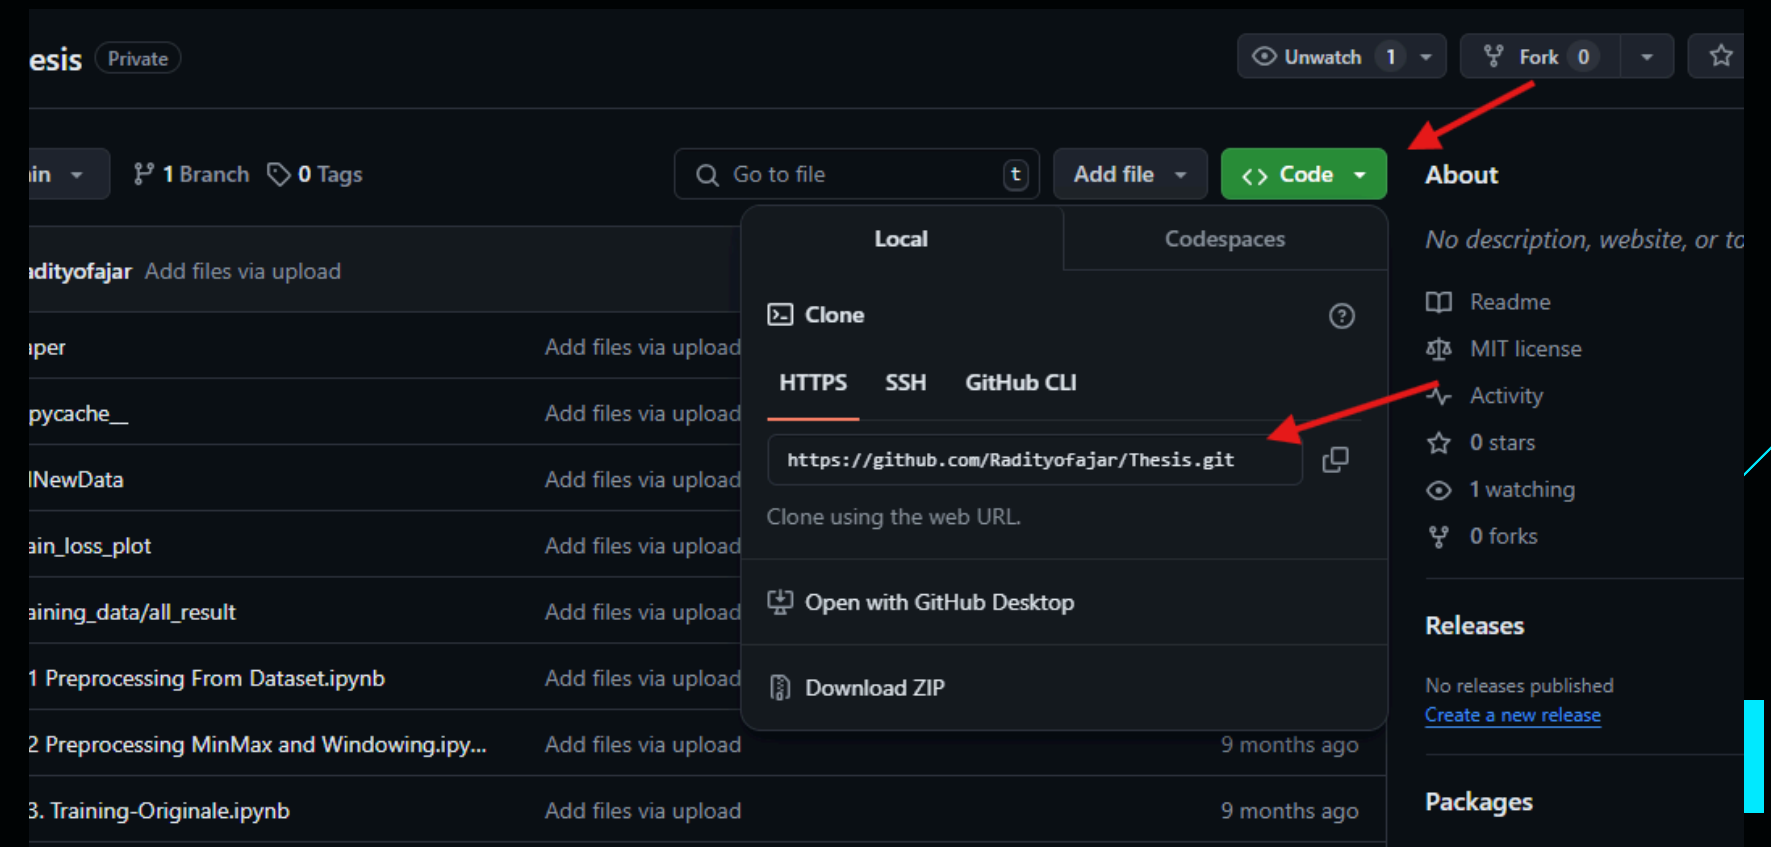 esis Private
Unwatch 1
Fork 0
1 Branch
0 Tags
Go to file t
Add file
Code
Local
Codespaces
Clone
HTTPS
SSH
GitHub CLI
https://github.com/Radityofajar/Thesis.git
Clone using the web URL.
Open with GitHub Desktop
Download ZIP
adityofajar Add files via upload
aper Add files via upload
pycache__ Add files via upload
lNewData Add files via upload
ain_loss_plot Add files via upload
aining_data/all_result Add files via upload
1 Preprocessing From Dataset.ipynb Add files via upload
2 Preprocessing MinMax and Windowing.ipy... Add files via upload 9 months ago
3. Training-Originale.ipynb Add files via upload 9 months ago
About
No description, website, or to
Readme
MIT license
Activity
0 stars
1 watching
0 forks
Releases
No releases published
Create a new release
Packages